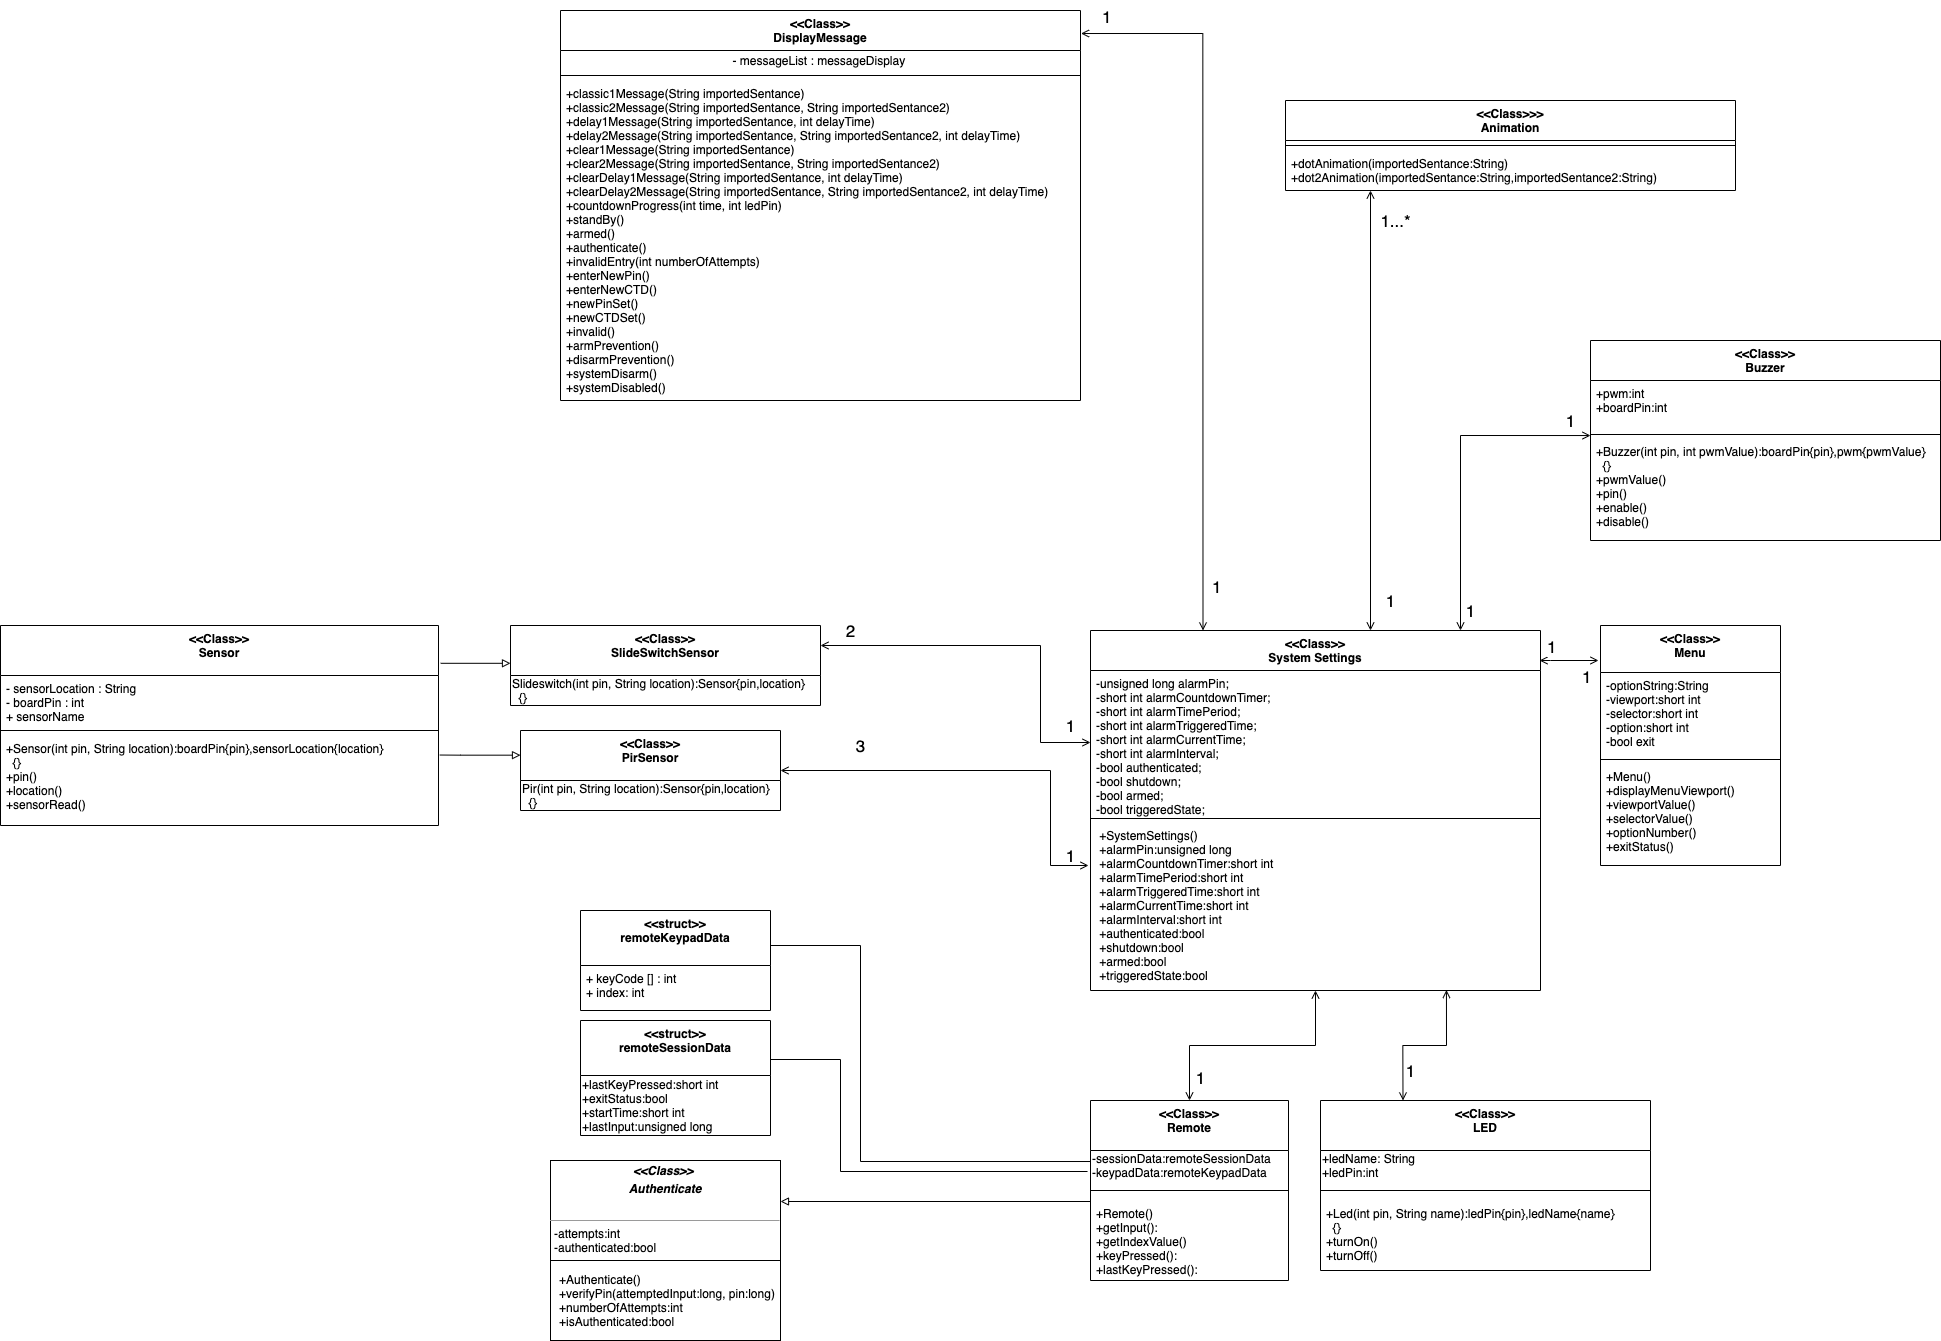 <<Class>>
DisplayMessage
- messageList : messageDisplay
+classic1Message(String importedSentance)
+classic2Message(String importedSentance, String importedSentance2)
+delay1Message(String importedSentance, int delayTime)
+delay2Message(String importedSentance, String importedSentance2, int delayTime)
+clear1Message(String importedSentance)
+clear2Message(String importedSentance, String importedSentance2)
+clearDelay1Message(String importedSentance, int delayTime)
+clearDelay2Message(String importedSentance, String importedSentance2, int delayTime)
+countdownProgress(int time, int ledPin)
+standBy()
+armed()
+authenticate()
+invalidEntry(int numberOfAttempts)
+enterNewPin()
+enterNewCTD()
+newPinSet()
+newCTDSet()
+invalid()
+armPrevention()
+disarmPrevention()
+systemDisarm()
+systemDisabled()
1
1
<<Class>>>
Animation
+dotAnimation(importedSentance:String)
+dot2Animation(importedSentance:String,importedSentance2:String)
1...*
1
<<Class>>
Buzzer
+pwm:int
+boardPin:int
+Buzzer(int pin, int pwmValue):boardPin{pin},pwm{pwmValue}
{}
+pwmValue()
+pin()
+enable()
+disable()
1
1
<<Class>>
Sensor
- sensorLocation : String
- boardPin : int
+ sensorName
+Sensor(int pin, String location):boardPin{pin},sensorLocation{location}
{}
+pin()
+location()
+sensorRead()
<<Class>>
SlideSwitchSensor
Slideswitch(int pin, String location):Sensor{pin,location}
{}
2
1
<<Class>>
PirSensor
Pir(int pin, String location):Sensor{pin,location}
{}
3
1
<<Class>>
System Settings
-unsigned long alarmPin;
-short int alarmCountdownTimer;
-short int alarmTimePeriod;
-short int alarmTriggeredTime;
-short int alarmCurrentTime;
-short int alarmInterval;
-bool authenticated;
-bool shutdown;
-bool armed;
-bool triggeredState;
+SystemSettings()
+alarmPin:unsigned long
+alarmCountdownTimer:short int
+alarmTimePeriod:short int
+alarmTriggeredTime:short int
+alarmCurrentTime:short int
+alarmInterval:short int
+authenticated:bool
+shutdown:bool
+armed:bool
+triggeredState:bool
1
1
<<Class>>
Menu
-optionString:String
-viewport:short int
-selector:short int
-option:short int
-bool exit
+Menu()
+displayMenuViewport()
+viewportValue()
+selectorValue()
+optionNumber()
+exitStatus()
<<struct>>
remoteKeypadData
+ keyCode [] : int
+ index: int
<<struct>>
remoteSessionData
+lastKeyPressed:short int
+exitStatus:bool
+startTime:short int
+lastInput:unsigned long
<<Class>>
Authenticate
-attempts:int
-authenticated:bool
+Authenticate()
+verifyPin(attemptedInput:long, pin:long)
+numberOfAttempts:int
+isAuthenticated:bool
1
<<Class>>
Remote
-sessionData:remoteSessionData
-keypadData:remoteKeypadData
+Remote()
+getInput():
+getIndexValue()
+keyPressed():
+lastKeyPressed():
1
<<Class>>
LED
+ledName: String
+ledPin:int
+Led(int pin, String name):ledPin{pin},ledName{name}
{}
+turnOn()
+turnOff()